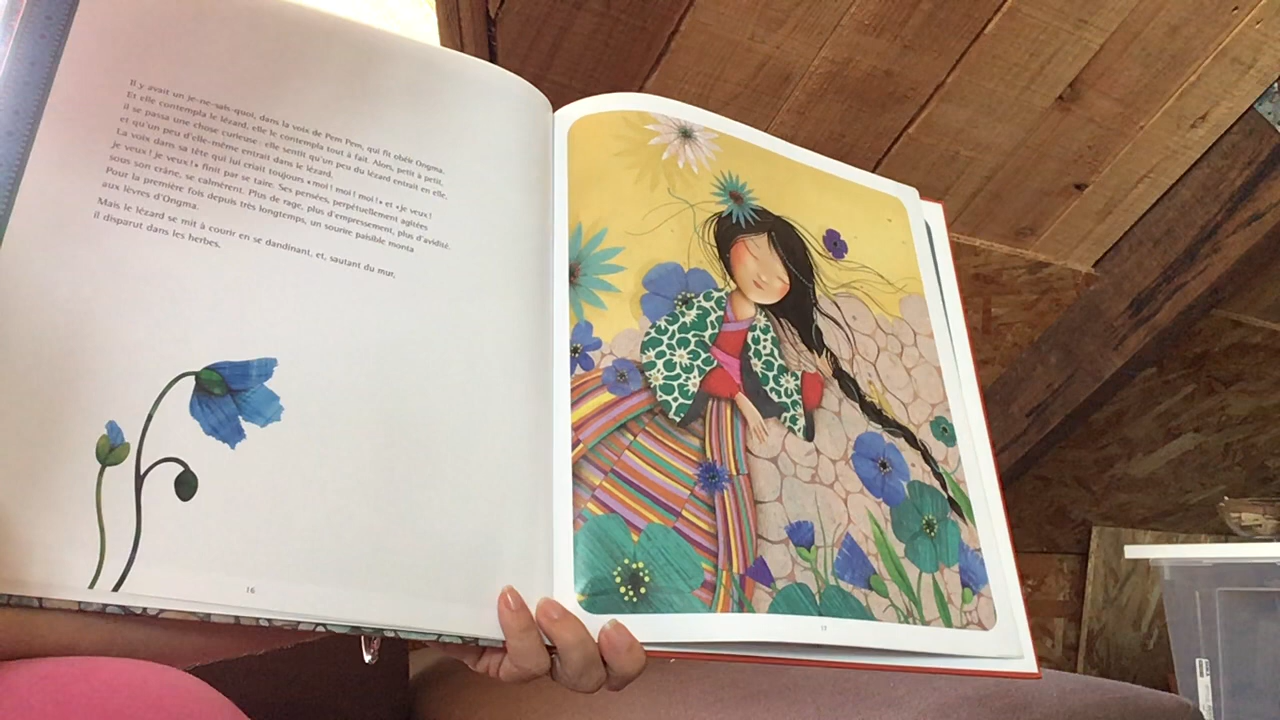 Il y avait un je-ne-sais-quoi, dans la voix de Pem Pem, qui fit obéir Ongma.
Et elle contempla le lézard, elle le contempla tout à fait. Alors, petit à petit,
il se passa une chose curieuse : elle sentit qu'un peu du lézard entrait en elle,
et qu'un peu d'elle-même entrait dans le lézard.
La voix dans sa tête qui lui criait toujours « moi ! moi ! moi ! » et « je veux !
je veux ! je veux ! » finit par se taire. Ses pensées, perpétuellement agitées
sous son crâne, se calmèrent. Plus de rage, plus d'empressement, plus d'avidité.
Pour la première fois depuis très longtemps, un sourire paisible monta
aux lèvres d'Ongma.
Mais le lézard se mit à courir en se dandinant, et, sautant du mur,
il disparut dans les herbes.
16
17